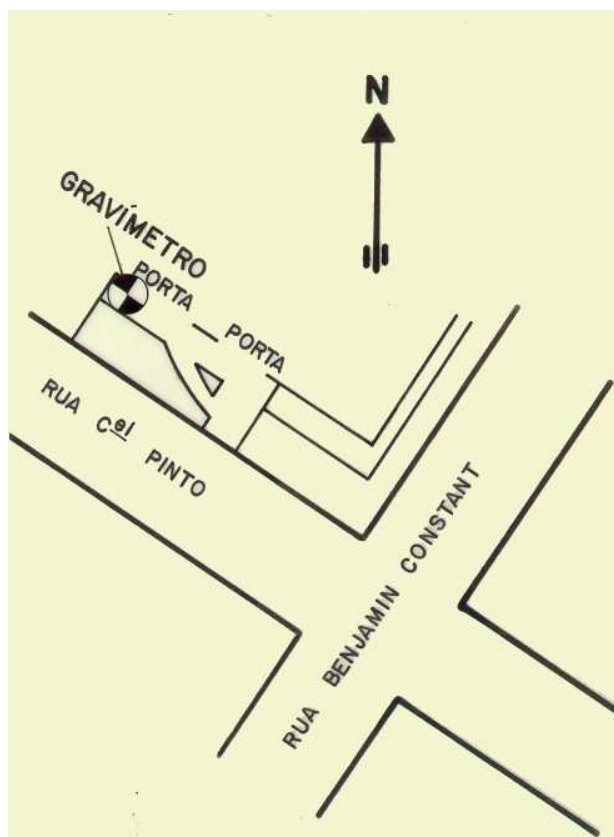 N
GRAVÍMETRO
PORTA
PORTA
RUA Cel PINTO
RUA BENJAMIN CONSTANT